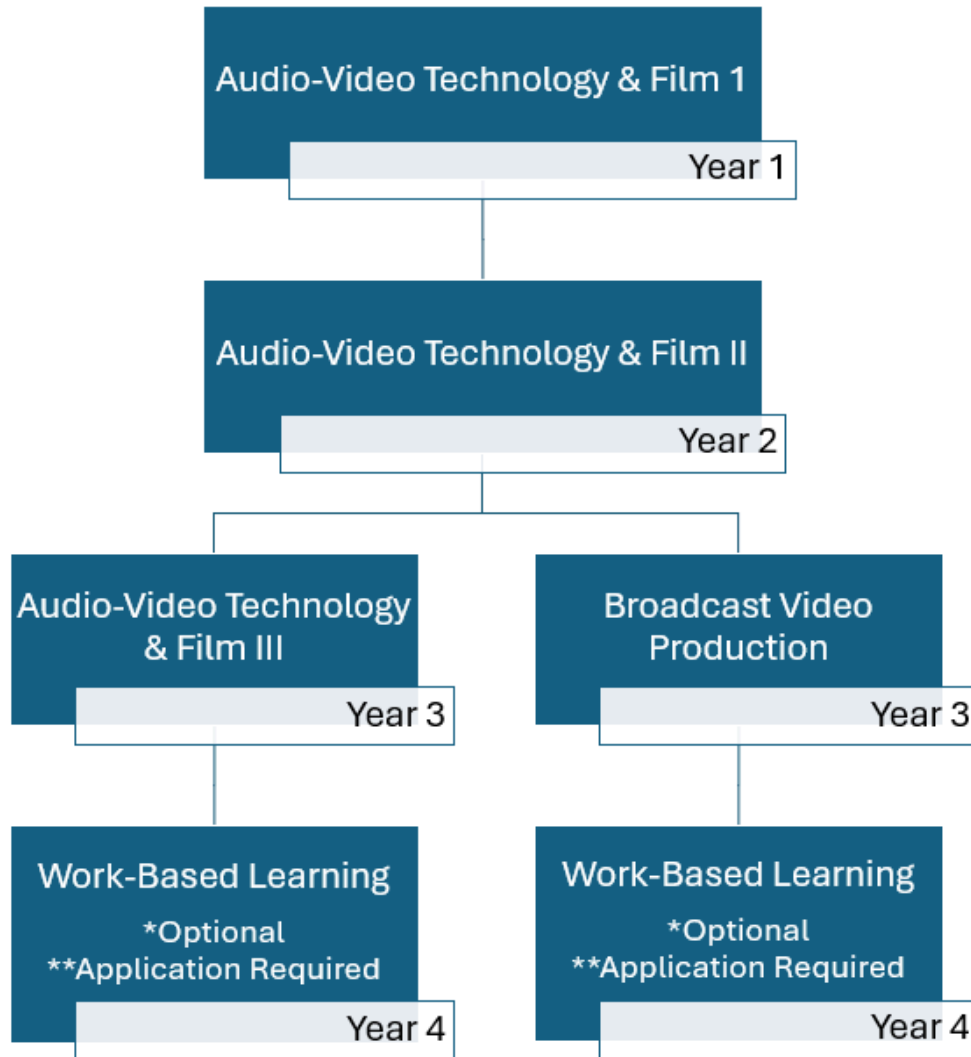 Audio-Video Technology & Film 1
Year 1
Audio-Video Technology & Film II
Year 2
Audio-Video Technology
& Film III
Year 3
Broadcast Video
Production
Year 3
Work-Based Learning
*Optional
**Application Required
Year 4
Work-Based Learning
*Optional
**Application Required
Year 4